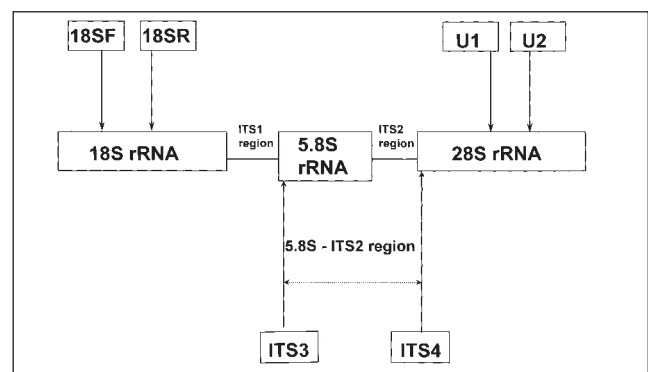 18SF
18SR
U1
U2
ITS1
region
ITS2
region
18S rRNA
5.8S
rRNA
28S rRNA
5.8S - ITS2 region
ITS3
ITS4